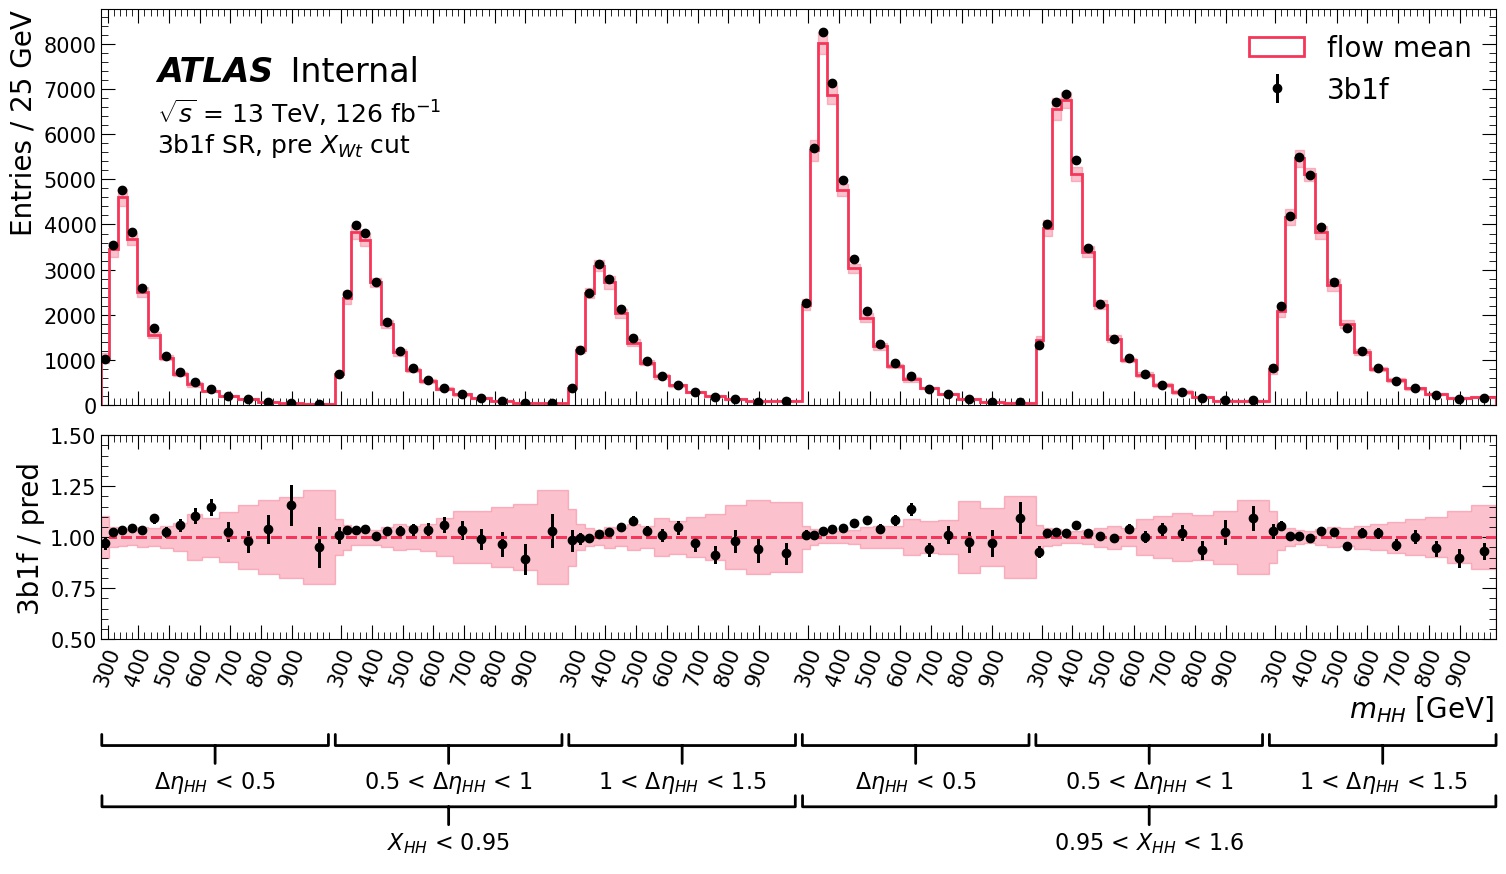 Entries / 25 GeV
8000
7000
6000
5000
4000
3000
2000
1000
0
ATLAS Internal
√s = 13 TeV, 126 fb⁻¹
3b1f SR, pre X_Wt cut
flow mean
3b1f
3b1f / pred
1.50
1.25
1.00
0.75
0.50
300 400 500 600 700 800 900 300 400 500 600 700 800 900 300 400 500 600 700 800 900 300 400 500 600 700 800 900 300 400 500 600 700 800 900 300 400 500 600 700 800 900
m_HH [GeV]
Δη_HH < 0.5 0.5 < Δη_HH < 1 1 < Δη_HH < 1.5 Δη_HH < 0.5 0.5 < Δη_HH < 1 1 < Δη_HH < 1.5
X_HH < 0.95 0.95 < X_HH < 1.6